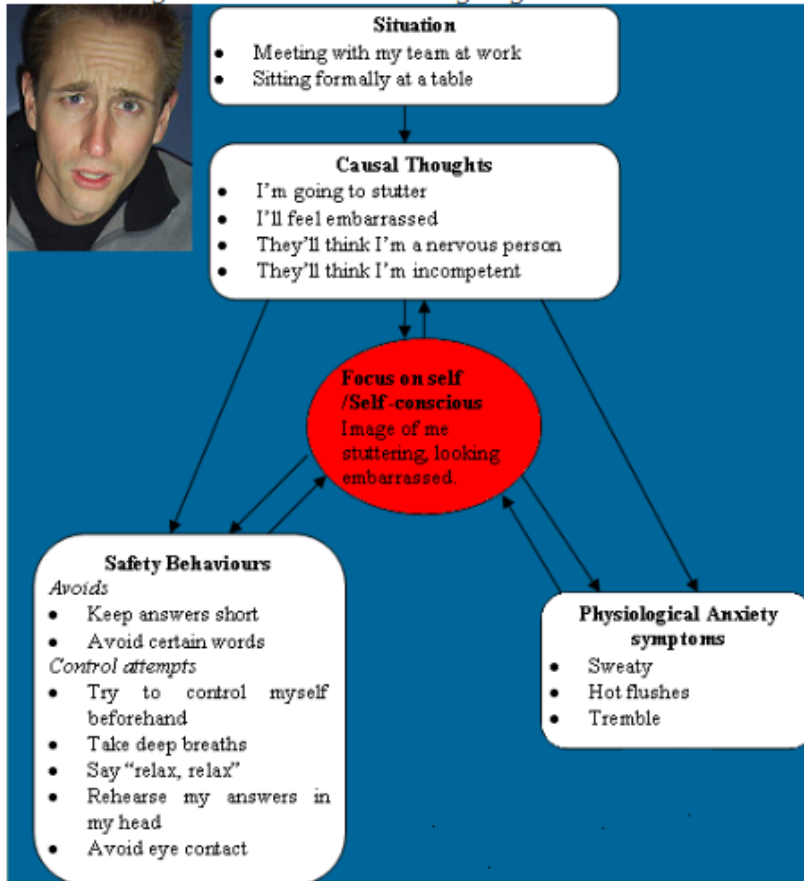 Situation
● Meeting with my team at work
● Sitting formally at a table
Causal Thoughts
● I'm going to stutter
● I'll feel embarrassed
● They'll think I'm a nervous person
● They'll think I'm incompetent
Focus on self
/Self-conscious
Image of me
stuttering, looking
embarrassed.
Safety Behaviours
Avoids
● Keep answers short
● Avoid certain words
Control attempts
● Try to control myself
beforehand
● Take deep breaths
● Say “relax, relax”
● Rehearse my answers in
my head
● Avoid eye contact
Physiological Anxiety
symptoms
● Sweaty
● Hot flushes
● Tremble